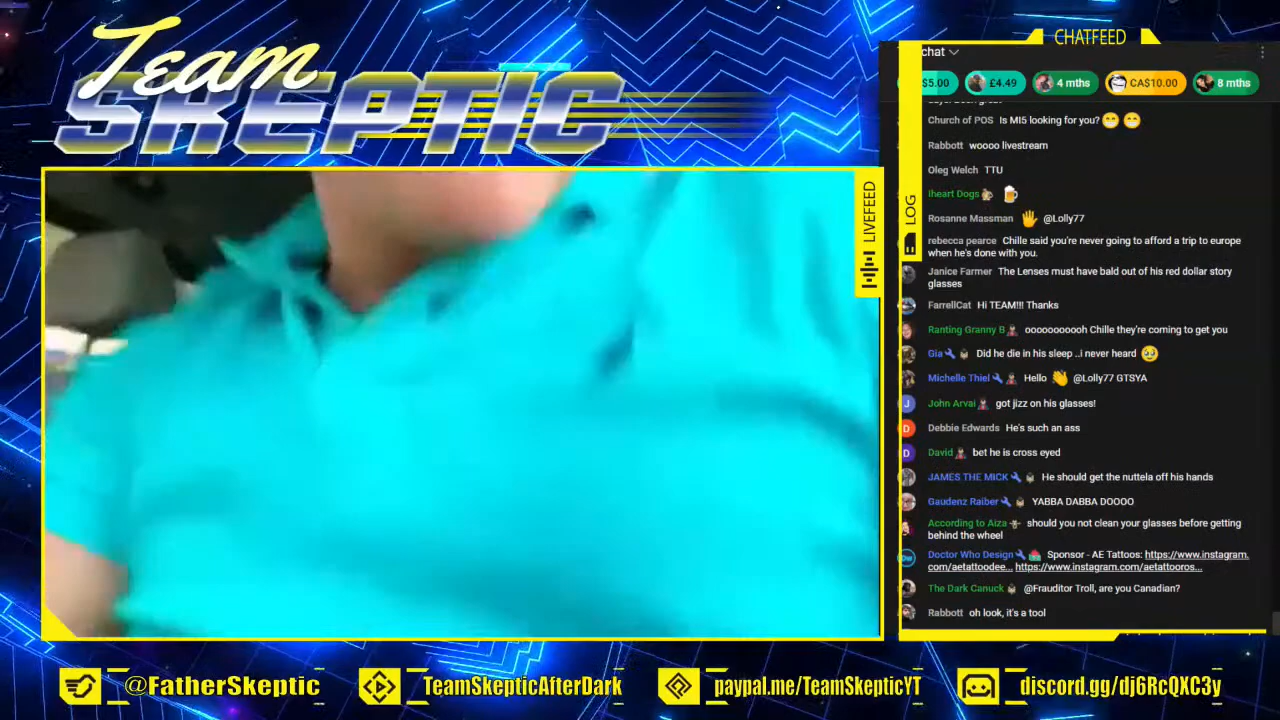 Team
SKEPTIC
CHATFEED
chat
$5.00
£4.49
4 mths
CA$10.00
8 mths
Church of POS Is MI5 looking for you?😁😁
Rabbott woooo livestream
Oleg Welch TTU
Iheart Dogs 🍺
Rosanne Massman 🖐 @Lolly77
rebecca pearce Chille said you're never going to afford a trip to europe
when he's done with you.
Janice Farmer The Lenses must have bald out of his red dollar story
glasses
FarrellCat Hi TEAM!!! Thanks
Ranting Granny B ooooooooooh Chille they're coming to get you
Gia Did he die in his sleep ..i never heard 🥹
Michelle Thiel Hello 👋 @Lolly77 GTSYA
John Arvai got jizz on his glasses!
Debbie Edwards He's such an ass
David bet he is cross eyed
JAMES THE MICK He should get the nuttela off his hands
Gaudenz Raiber YABBA DABBA DOOOO
According to Aiza should you not clean your glasses before getting
behind the wheel
Doctor Who Design Sponsor - AE Tattoos: https://www.instagram.
com/aetattoodee... https://www.instagram.com/aetattooros...
The Dark Canuck @Frauditor Troll, are you Canadian?
Rabbott oh look, it's a tool
LIVEFEED
LOG
@FatherSkeptic
TeamSkepticAfterDark
paypal.me/TeamSkepticYT
discord.gg/dj6RcQXC3y